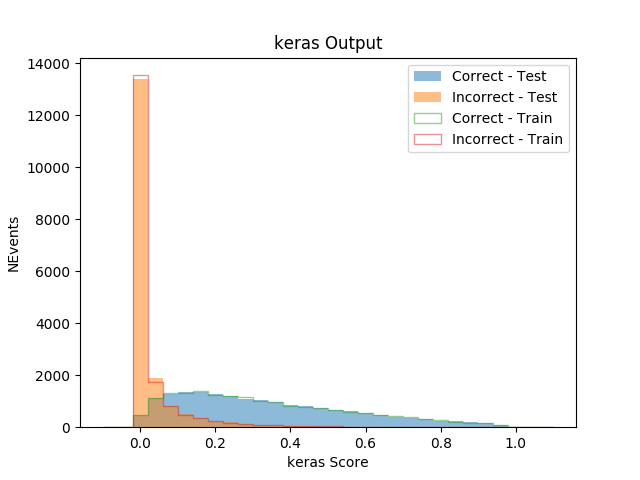 keras Output
Correct - Test
Incorrect - Test
Correct - Train
Incorrect - Train
NEvents
14000
12000
10000
8000
6000
4000
2000
0
0.0 0.2 0.4 0.6 0.8 1.0
keras Score